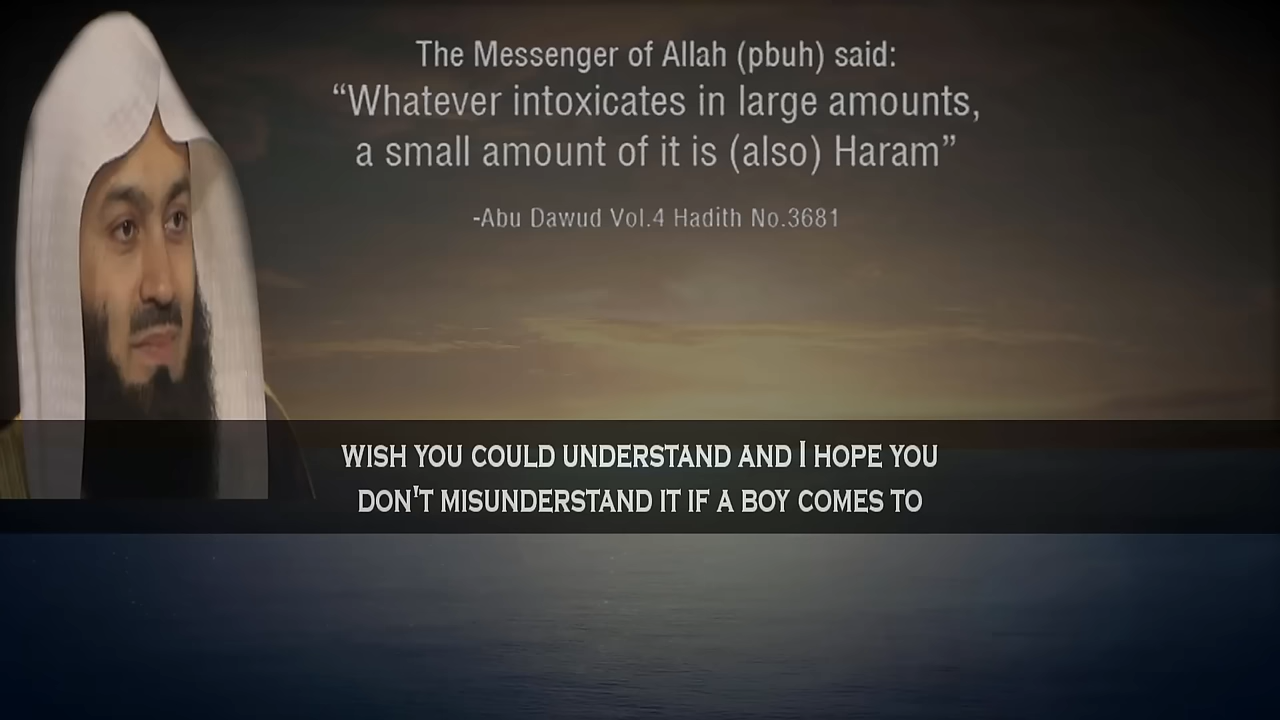 The Messenger of Allah (pbuh) said:
“Whatever intoxicates in large amounts,
a small amount of it is (also) Haram”
-Abu Dawud Vol.4 Hadith No.3681
WISH YOU COULD UNDERSTAND AND I HOPE YOU
DON'T MISUNDERSTAND IT IF A BOY COMES TO